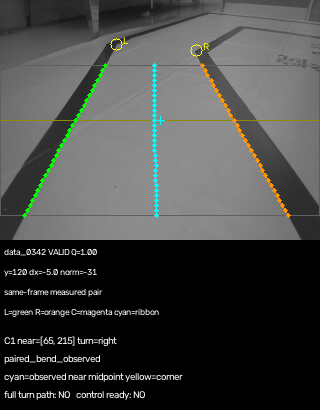 L
R
data_0342 VALID Q=1.00
y=120 dx=-5.0 norm=-31
same-frame measured pair
L=green R=orange C=magenta cyan=ribbon
C1 near=[65, 215] turn=right
paired_bend_observed
cyan=observed near midpoint yellow=corner
full turn path: NO control ready: NO